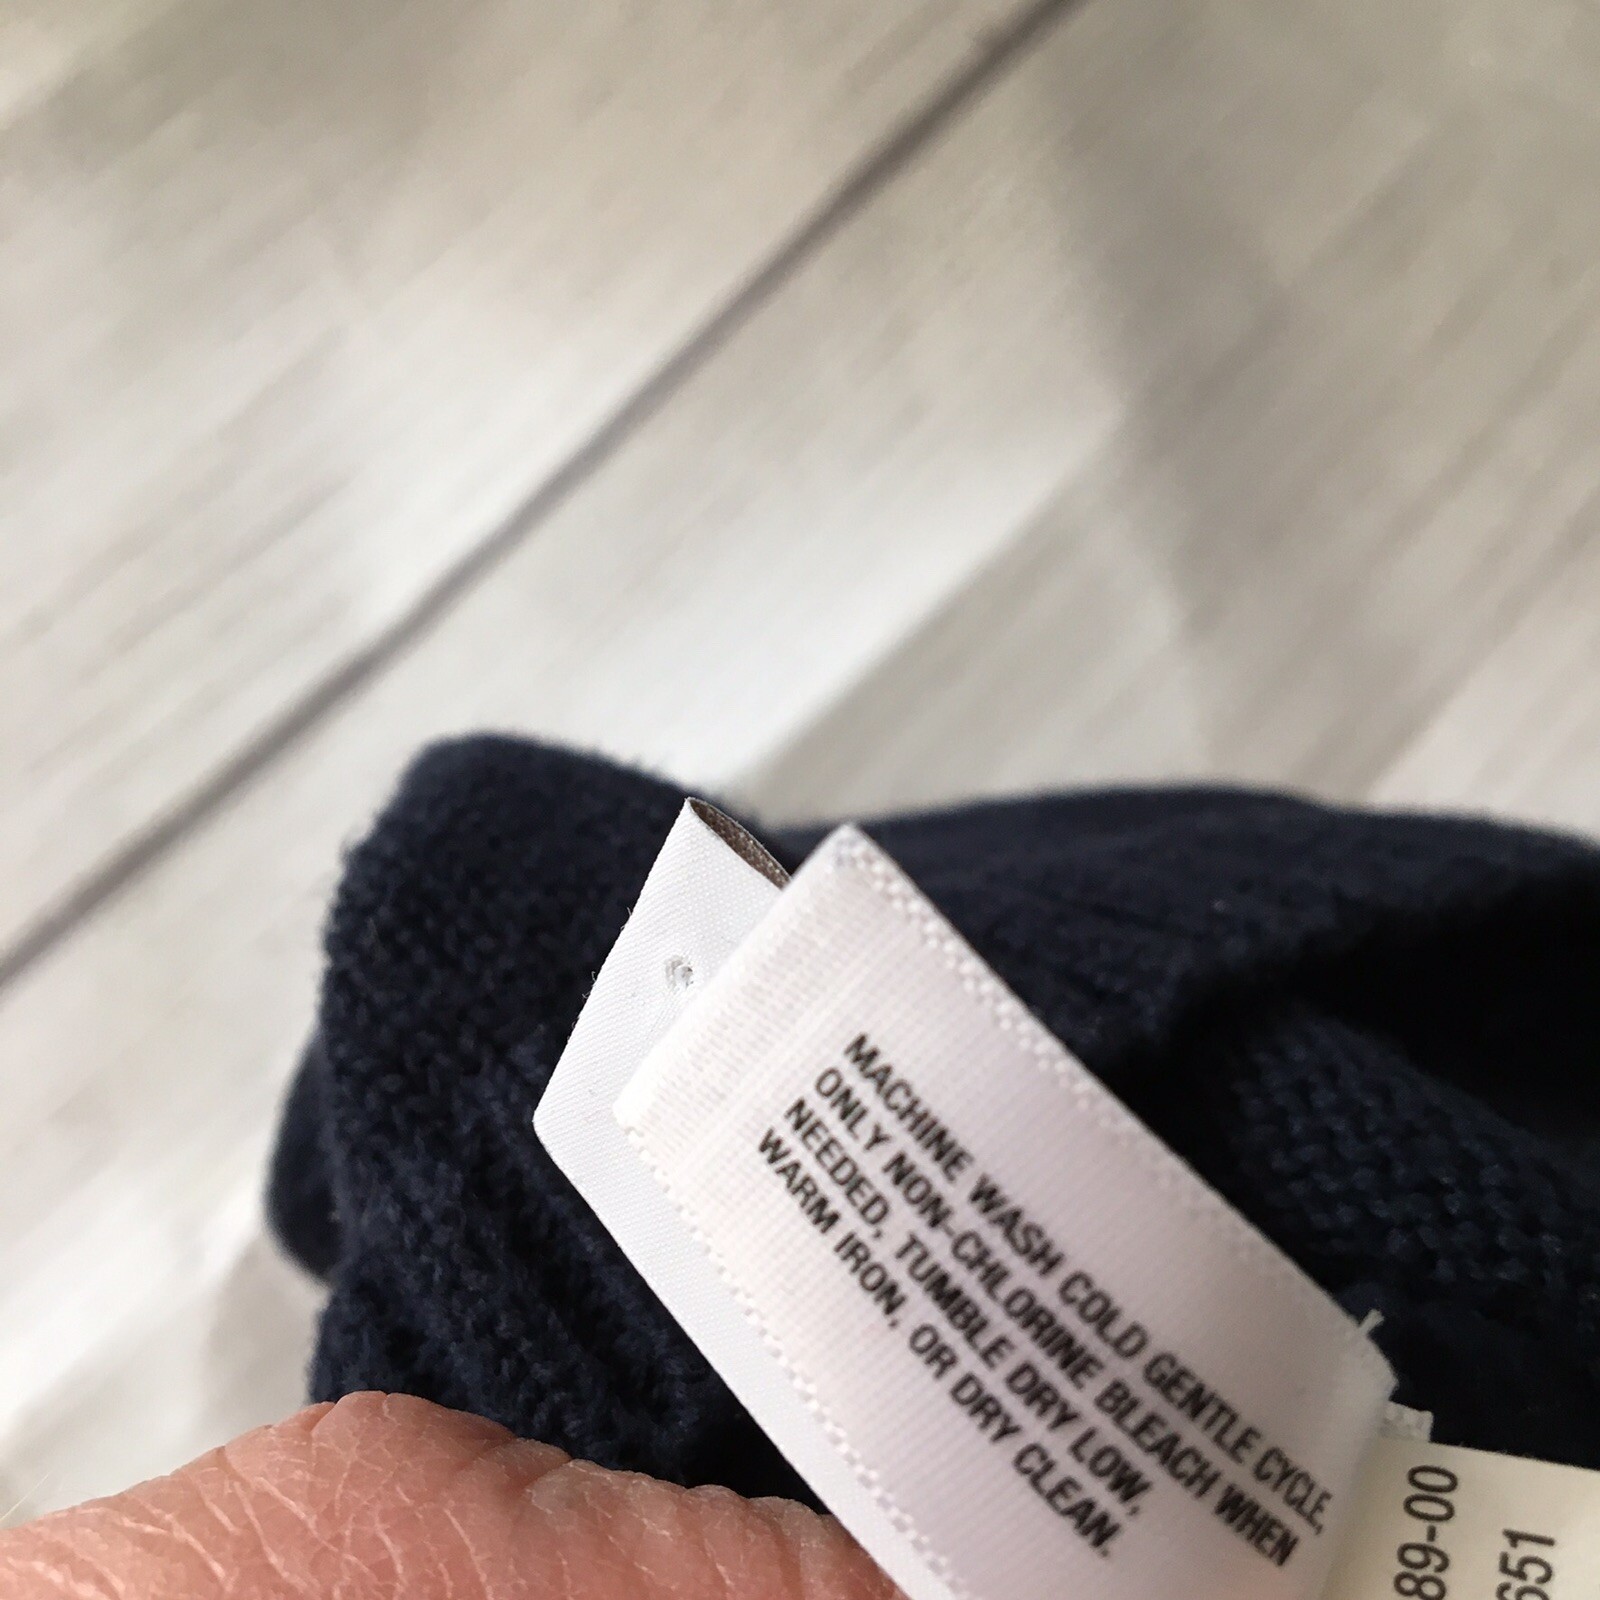 MACHINE WASH COLD GENTLE CYCLE,
ONLY NON-CHLORINE BLEACH WHEN
NEEDED, TUMBLE DRY LOW,
WARM IRON, OR DRY CLEAN.
89-00
651